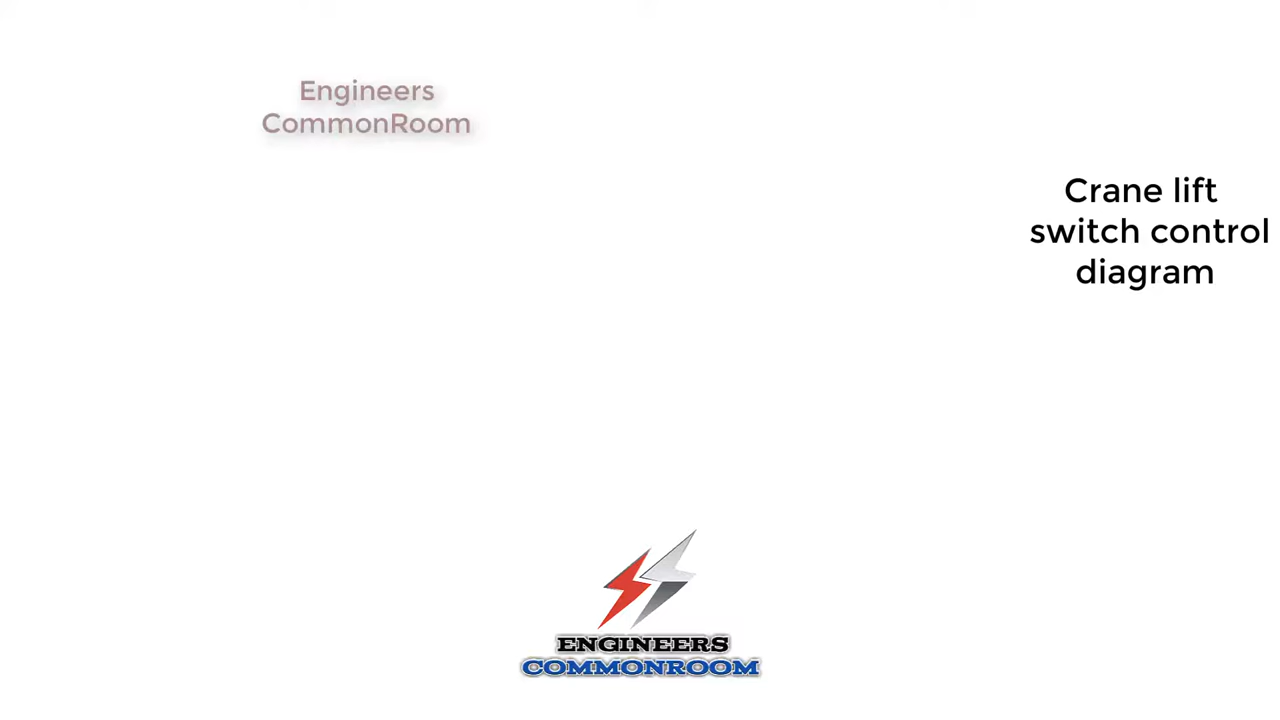 Engineers
CommonRoom
Crane lift
switch control
diagram
ENGINEERS
COMMONROOM